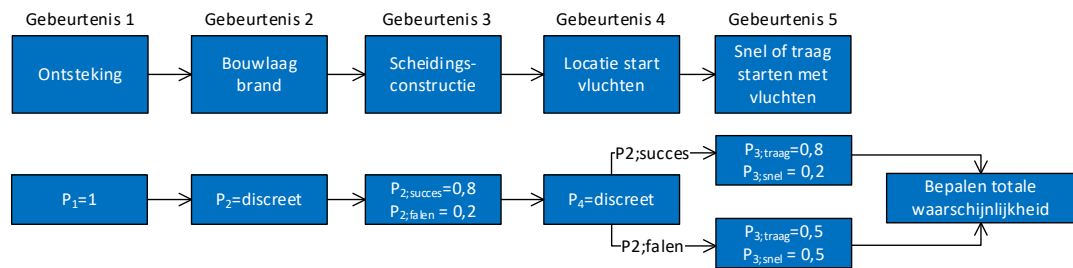 Gebeurtenis 1
Gebeurtenis 2
Gebeurtenis 3
Gebeurtenis 4
Gebeurtenis 5
Ontsteking
Bouwlaag
brand
Scheidings-
constructie
Locatie start
vluchten
Snel of traag
starten met
vluchten
P1=1
P2=discreet
P2;succes=0,8
P2;falen = 0,2
P4=discreet
P2;succes
P3;traag=0,8
P3;snel = 0,2
P2;falen
P3;traag=0,5
P3;snel = 0,5
Bepalen totale
waarschijnlijkheid